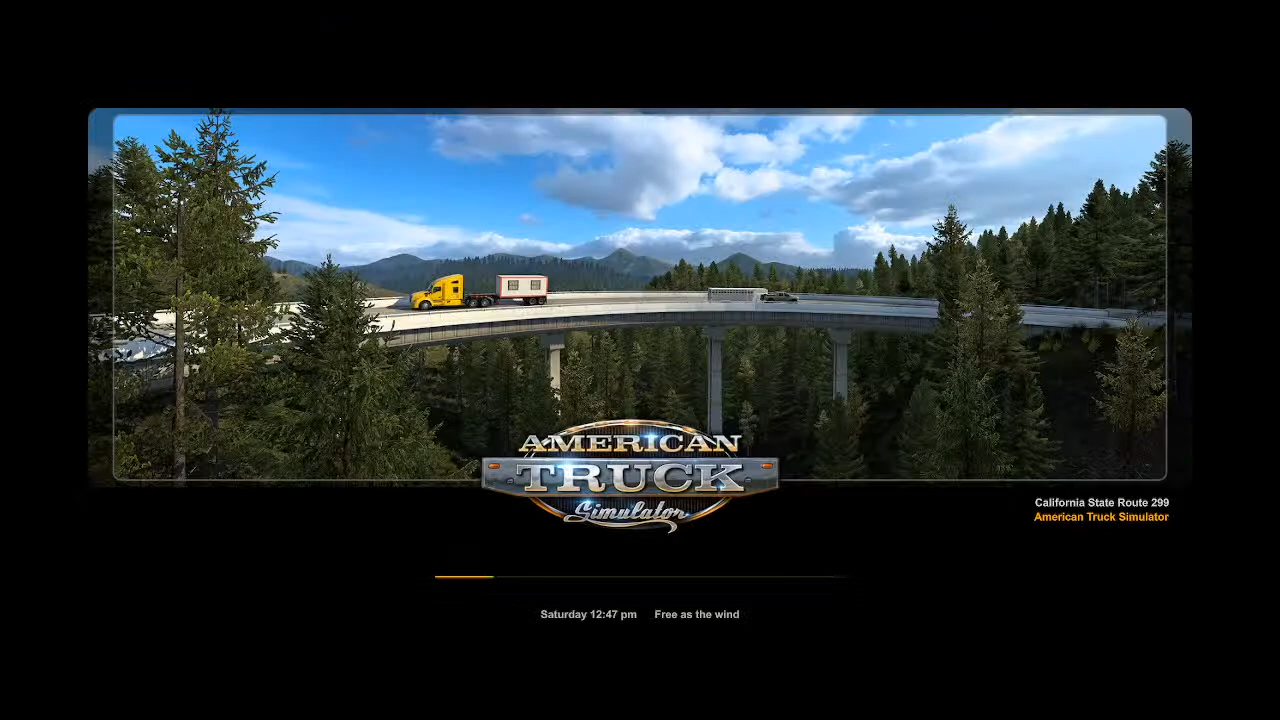 AMERICAN
TRUCK
Simulator
California State Route 299
American Truck Simulator
Saturday 12:47 pm Free as the wind